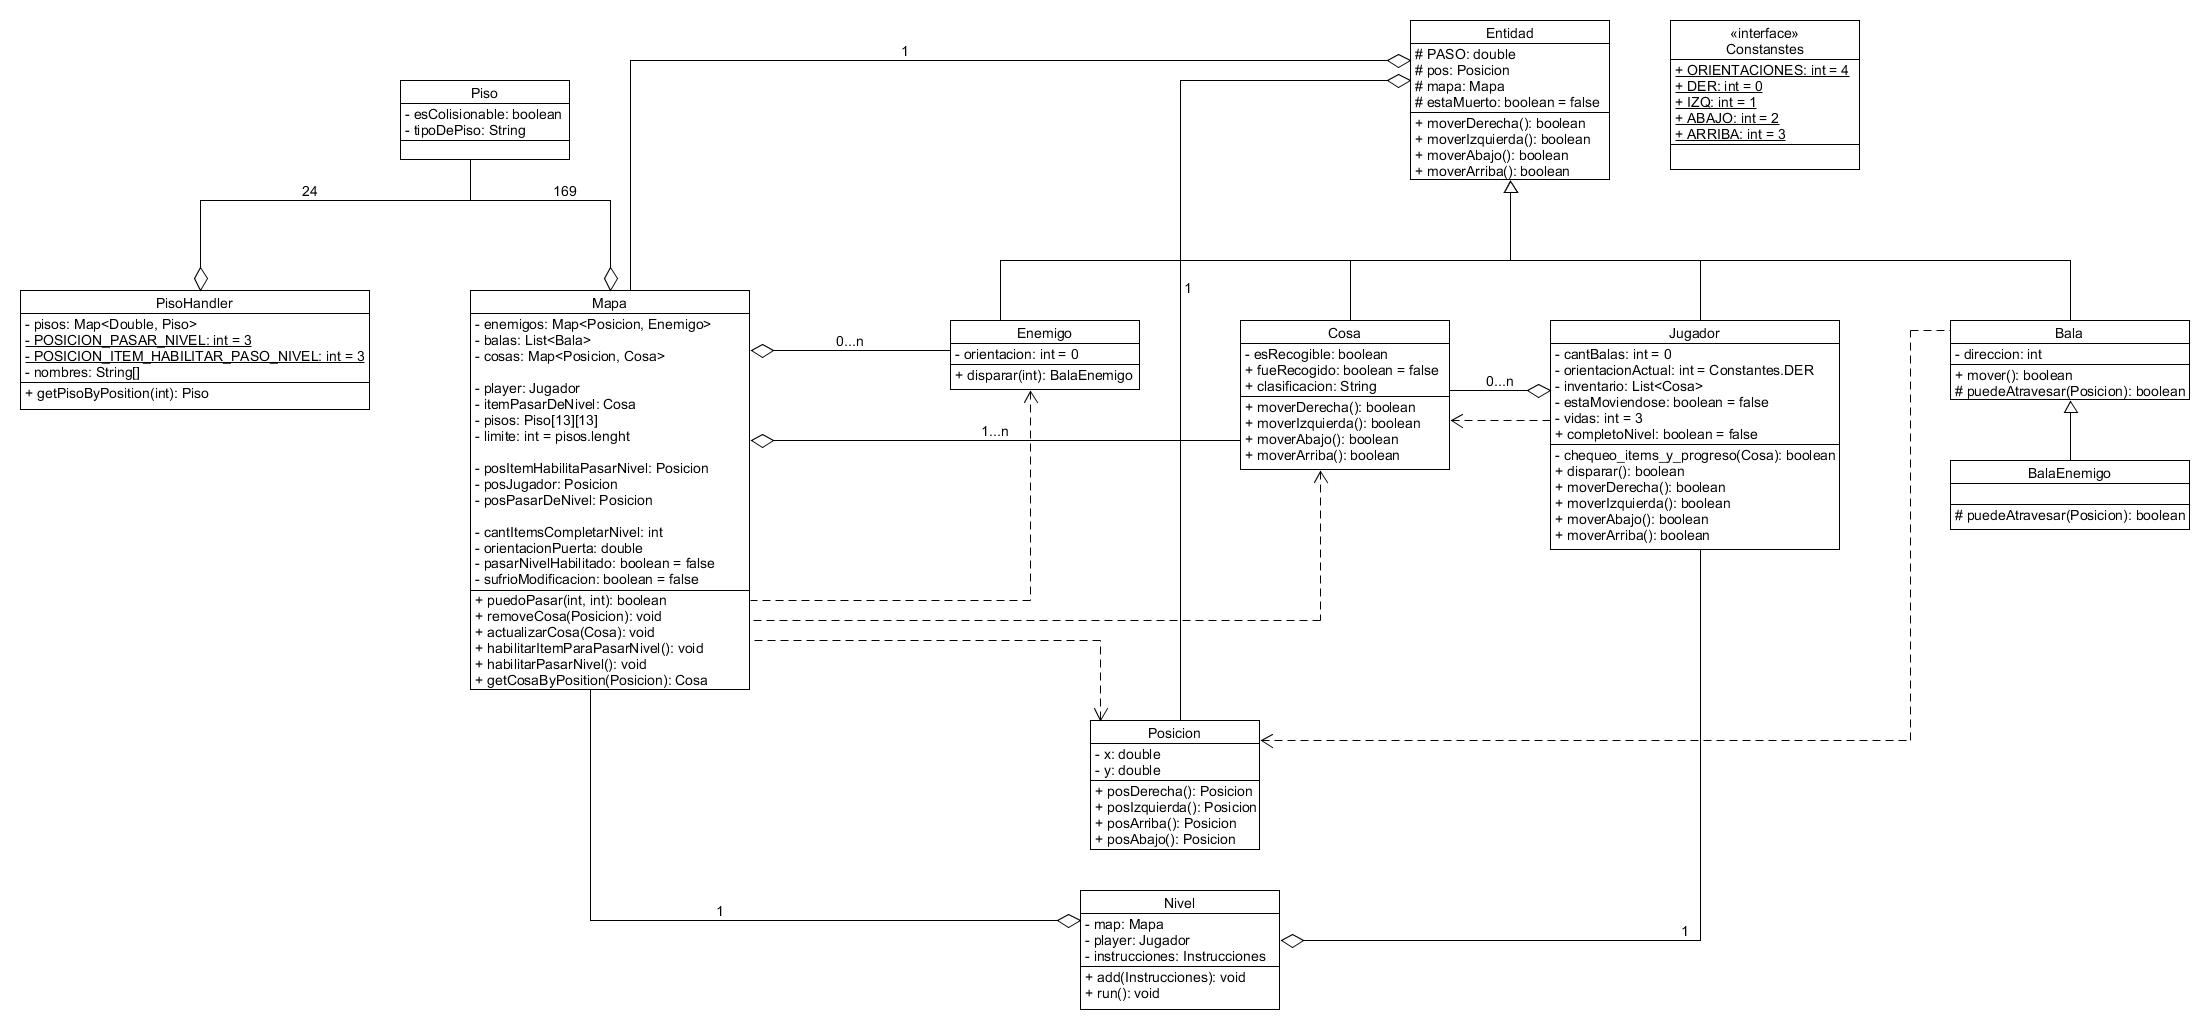 Entidad
# PASO: double
# pos: Posicion
# mapa: Mapa
# estaMuerto: boolean = false
+ moverDerecha(): boolean
+ moverIzquierda(): boolean
+ moverAbajo(): boolean
+ moverArriba(): boolean
«interface»
Constanstes
+ ORIENTACIONES: int = 4
+ DER: int = 0
+ IZQ: int = 1
+ ABAJO: int = 2
+ ARRIBA: int = 3
1
Piso
- esColisionable: boolean
- tipoDePiso: String
24
169
1
PisoHandler
- pisos: Map<Double, Piso>
- POSICION_PASAR_NIVEL: int = 3
- POSICION_ITEM_HABILITAR_PASO_NIVEL: int = 3
- nombres: String[]
+ getPisoByPosition(int): Piso
Mapa
- enemigos: Map<Posicion, Enemigo>
- balas: List<Bala>
- cosas: Map<Posicion, Cosa>
- player: Jugador
- itemPasarDeNivel: Cosa
- pisos: Piso[13][13]
- limite: int = pisos.lenght
- posItemHabilitaPasarNivel: Posicion
- posJugador: Posicion
- posPasarDeNivel: Posicion
- cantItemsCompletarNivel: int
- orientacionPuerta: double
- pasarNivelHabilitado: boolean = false
- sufrioModificacion: boolean = false
+ puedoPasar(int, int): boolean
+ removeCosa(Posicion): void
+ actualizarCosa(Cosa): void
+ habilitarItemParaPasarNivel(): void
+ habilitarPasarNivel(): void
+ getCosaByPosition(Posicion): Cosa
0...n
1...n
Enemigo
- orientacion: int = 0
+ disparar(int): BalaEnemigo
Cosa
- esRecogible: boolean
+ fueRecogido: boolean = false
+ clasificacion: String
+ moverDerecha(): boolean
+ moverIzquierda(): boolean
+ moverAbajo(): boolean
+ moverArriba(): boolean
0...n
Jugador
- cantBalas: int = 0
- orientacionActual: int = Constantes.DER
- inventario: List<Cosa>
- estaMoviendose: boolean = false
- vidas: int = 3
+ completoNivel: boolean = false
- chequeo_items_y_progreso(Cosa): boolean
+ disparar(): boolean
+ moverDerecha(): boolean
+ moverIzquierda(): boolean
+ moverAbajo(): boolean
+ moverArriba(): boolean
Bala
- direccion: int
+ mover(): boolean
# puedeAtravesar(Posicion): boolean
BalaEnemigo
# puedeAtravesar(Posicion): boolean
Posicion
- x: double
- y: double
+ posDerecha(): Posicion
+ posIzquierda(): Posicion
+ posArriba(): Posicion
+ posAbajo(): Posicion
1
Nivel
- map: Mapa
- player: Jugador
- instrucciones: Instrucciones
+ add(Instrucciones): void
+ run(): void
1